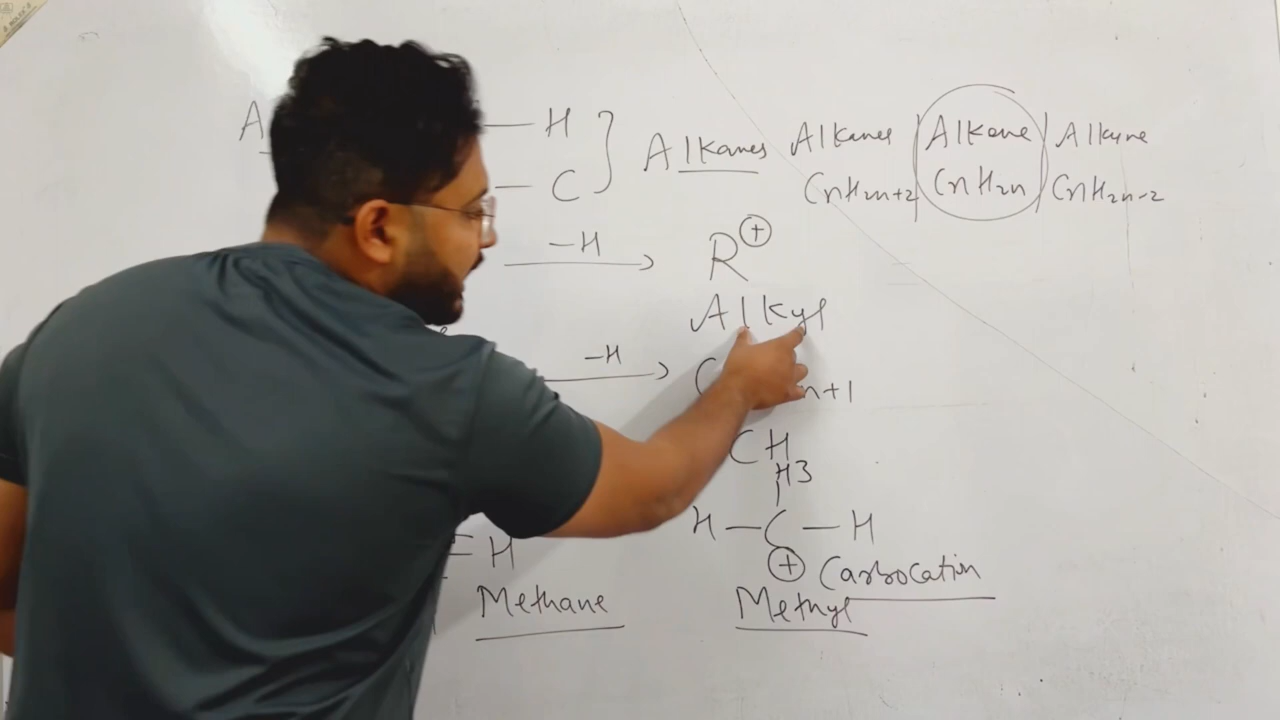 A — H
— C } Alkanes
Alkanes | Alkene | Alkyne
CnH2n+2 | CnH2n | CnH2n-2
-H → R⊕
Alkyl
-H → C n+1
CH3
H
H — C — H
⊕ Carbocation
= H
Methane
Methyl